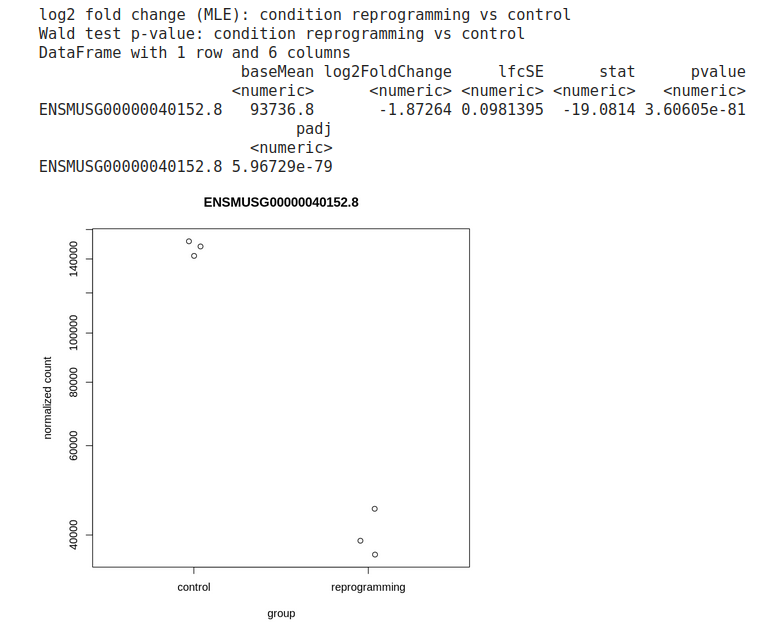 log2 fold change (MLE): condition reprogramming vs control
Wald test p-value: condition reprogramming vs control
DataFrame with 1 row and 6 columns
baseMean log2FoldChange lfcSE stat pvalue
<numeric> <numeric> <numeric> <numeric> <numeric>
ENSMUSG00000040152.8 93736.8 -1.87264 0.0981395 -19.0814 3.60605e-81
padj
<numeric>
ENSMUSG00000040152.8 5.96729e-79
ENSMUSG00000040152.8
normalized count
140000
100000
80000
60000
40000
control reprogramming
group